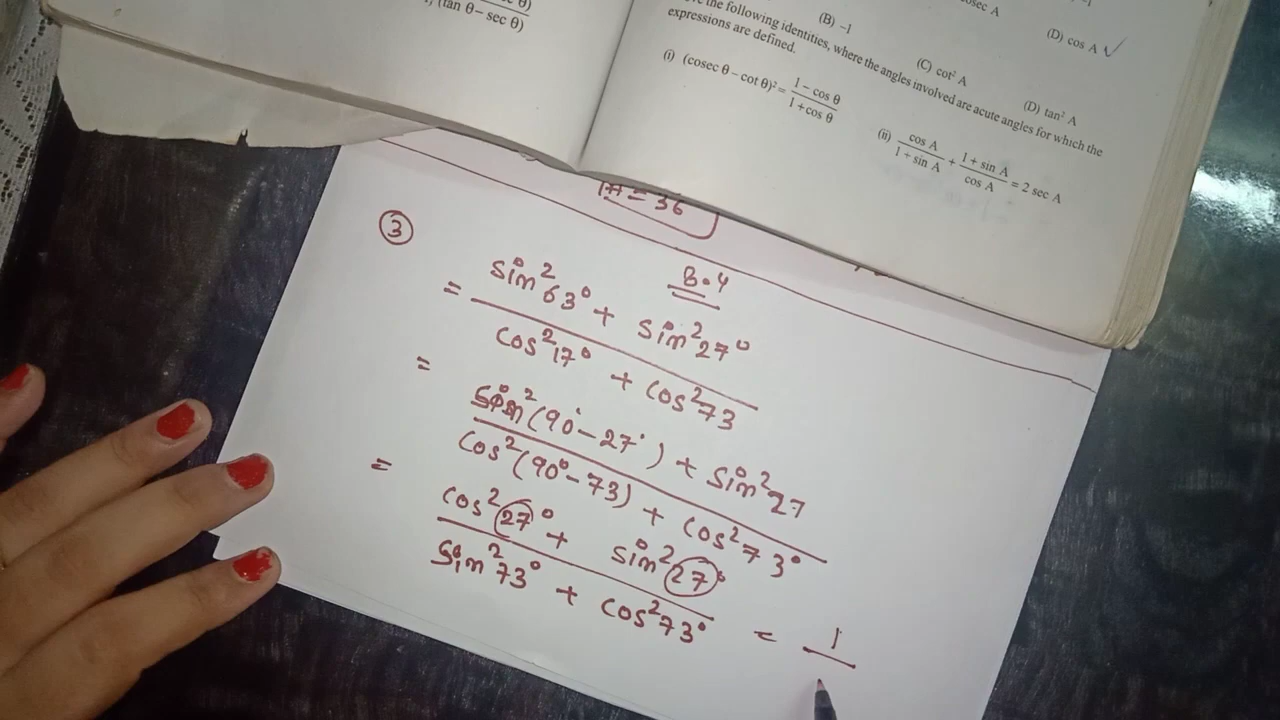 (tan θ – sec θ)
(B) –1
(D) cos A
the following identities, where the angles involved are acute angles for which the
expressions are defined.
(C) cot² A
(D) tan² A
(i) (cosec θ – cot θ)² = 1 – cos θ / 1 + cos θ
(ii) cos A / 1 + sin A + 1 + sin A / cos A = 2 sec A
A = 36
③
8.4
= sin²63° + sin²27°
cos²17° + cos²73
= sin²(90° – 27°) + sin²27
cos²(90° – 73) + cos²73°
= cos²27° + sin²27°
sin²73° + cos²73° = 1